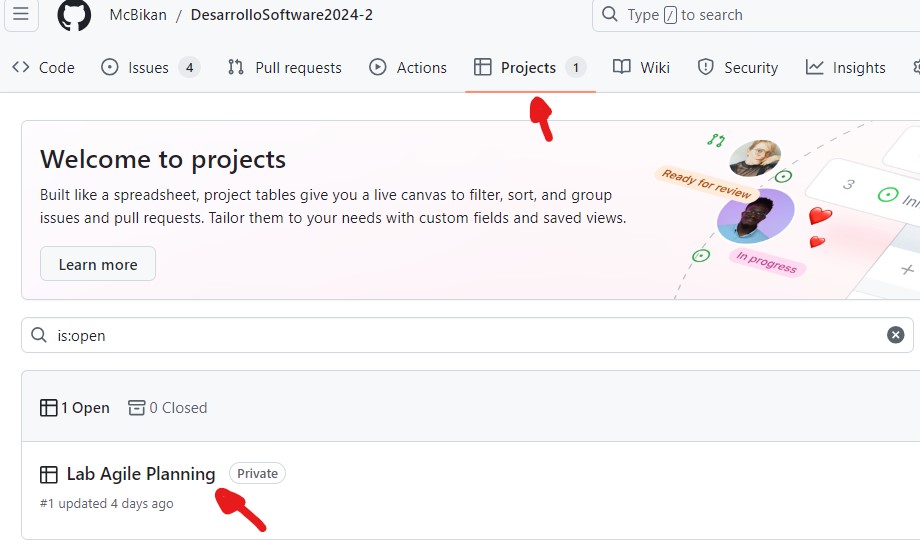 McBikan / DesarrolloSoftware2024-2
Type / to search
Code
Issues 4
Pull requests
Actions
Projects 1
Wiki
Security
Insights
Welcome to projects
Built like a spreadsheet, project tables give you a live canvas to filter, sort, and group
issues and pull requests. Tailor them to your needs with custom fields and saved views.
Learn more
Ready for review
In progress
3
is:open
1 Open
0 Closed
Lab Agile Planning Private
#1 updated 4 days ago